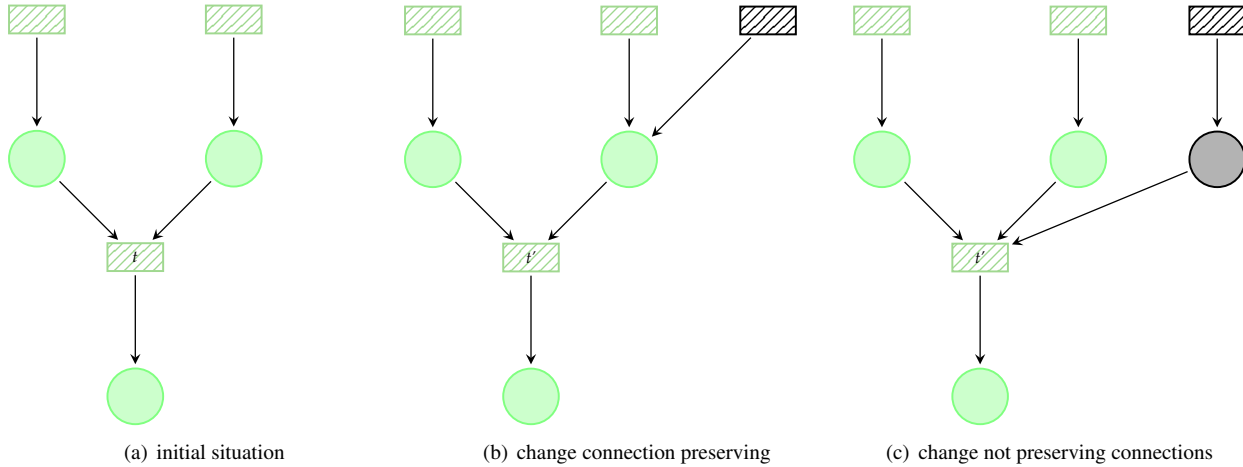 t
t'
t'
(a) initial situation
(b) change connection preserving
(c) change not preserving connections